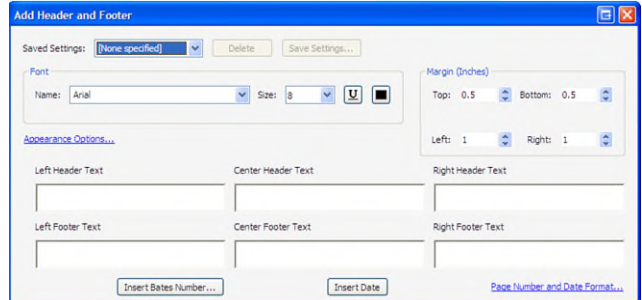 Add Header and Footer
Saved Settings: [None specified] Delete Save Settings...
Font
Name: Arial Size: 8 U
Margin (Inches)
Top: 0.5 Bottom: 0.5
Left: 1 Right: 1
Appearance Options...
Left Header Text Center Header Text Right Header Text
Left Footer Text Center Footer Text Right Footer Text
Insert Bates Number... Insert Date Page Number and Date Format...